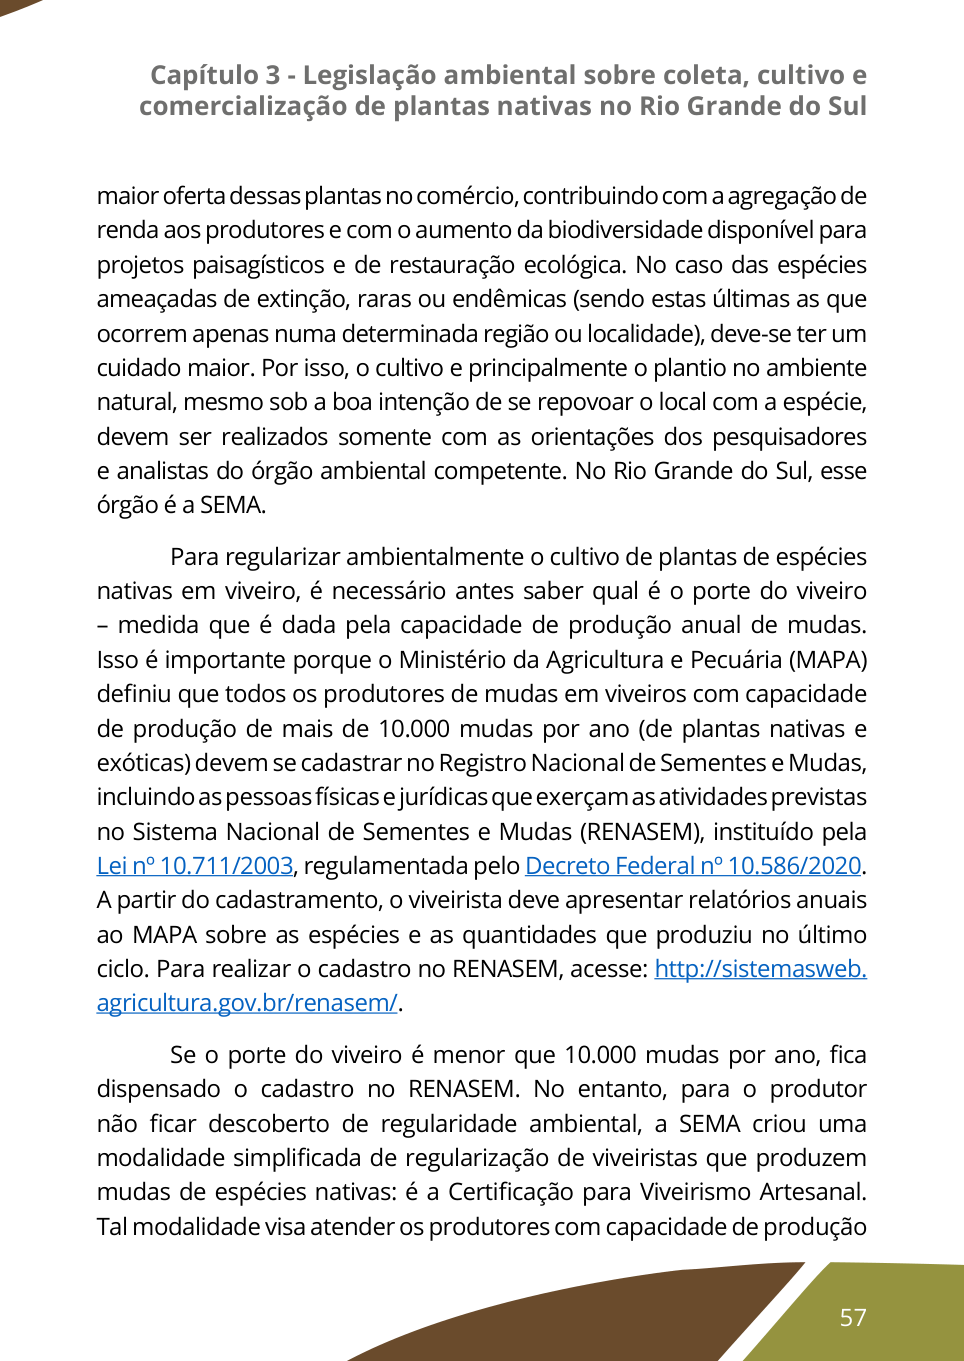 Capítulo 3 - Legislação ambiental sobre coleta, cultivo e
comercialização de plantas nativas no Rio Grande do Sul
maior oferta dessas plantas no comércio, contribuindo com a agregação de
renda aos produtores e com o aumento da biodiversidade disponível para
projetos paisagísticos e de restauração ecológica. No caso das espécies
ameaçadas de extinção, raras ou endêmicas (sendo estas últimas as que
ocorrem apenas numa determinada região ou localidade), deve-se ter um
cuidado maior. Por isso, o cultivo e principalmente o plantio no ambiente
natural, mesmo sob a boa intenção de se repovoar o local com a espécie,
devem ser realizados somente com as orientações dos pesquisadores
e analistas do órgão ambiental competente. No Rio Grande do Sul, esse
órgão é a SEMA.
Para regularizar ambientalmente o cultivo de plantas de espécies
nativas em viveiro, é necessário antes saber qual é o porte do viveiro
– medida que é dada pela capacidade de produção anual de mudas.
Isso é importante porque o Ministério da Agricultura e Pecuária (MAPA)
definiu que todos os produtores de mudas em viveiros com capacidade
de produção de mais de 10.000 mudas por ano (de plantas nativas e
exóticas) devem se cadastrar no Registro Nacional de Sementes e Mudas,
incluindo as pessoas físicas e jurídicas que exerçam as atividades previstas
no Sistema Nacional de Sementes e Mudas (RENASEM), instituído pela
Lei nº 10.711/2003, regulamentada pelo Decreto Federal nº 10.586/2020.
A partir do cadastramento, o viveirista deve apresentar relatórios anuais
ao MAPA sobre as espécies e as quantidades que produziu no último
ciclo. Para realizar o cadastro no RENASEM, acesse: http://sistemasweb.
agricultura.gov.br/renasem/.
Se o porte do viveiro é menor que 10.000 mudas por ano, fica
dispensado o cadastro no RENASEM. No entanto, para o produtor
não ficar descoberto de regularidade ambiental, a SEMA criou uma
modalidade simplificada de regularização de viveiristas que produzem
mudas de espécies nativas: é a Certificação para Viveirismo Artesanal.
Tal modalidade visa atender os produtores com capacidade de produção
57